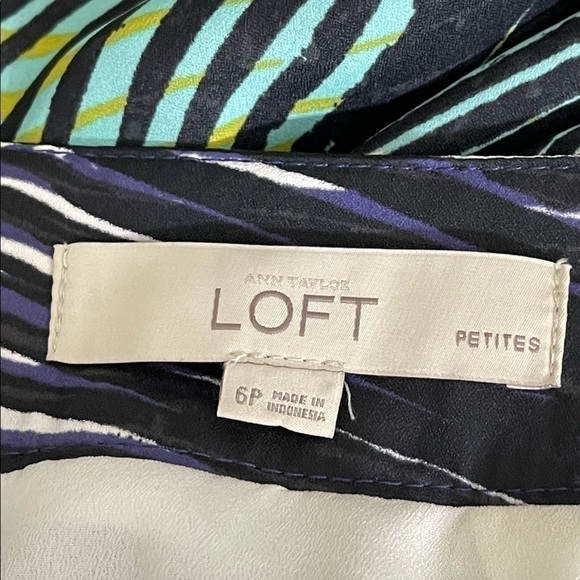 ANN TAYLOR
LOFT
PETITES
6P
MADE IN
INDONESIA